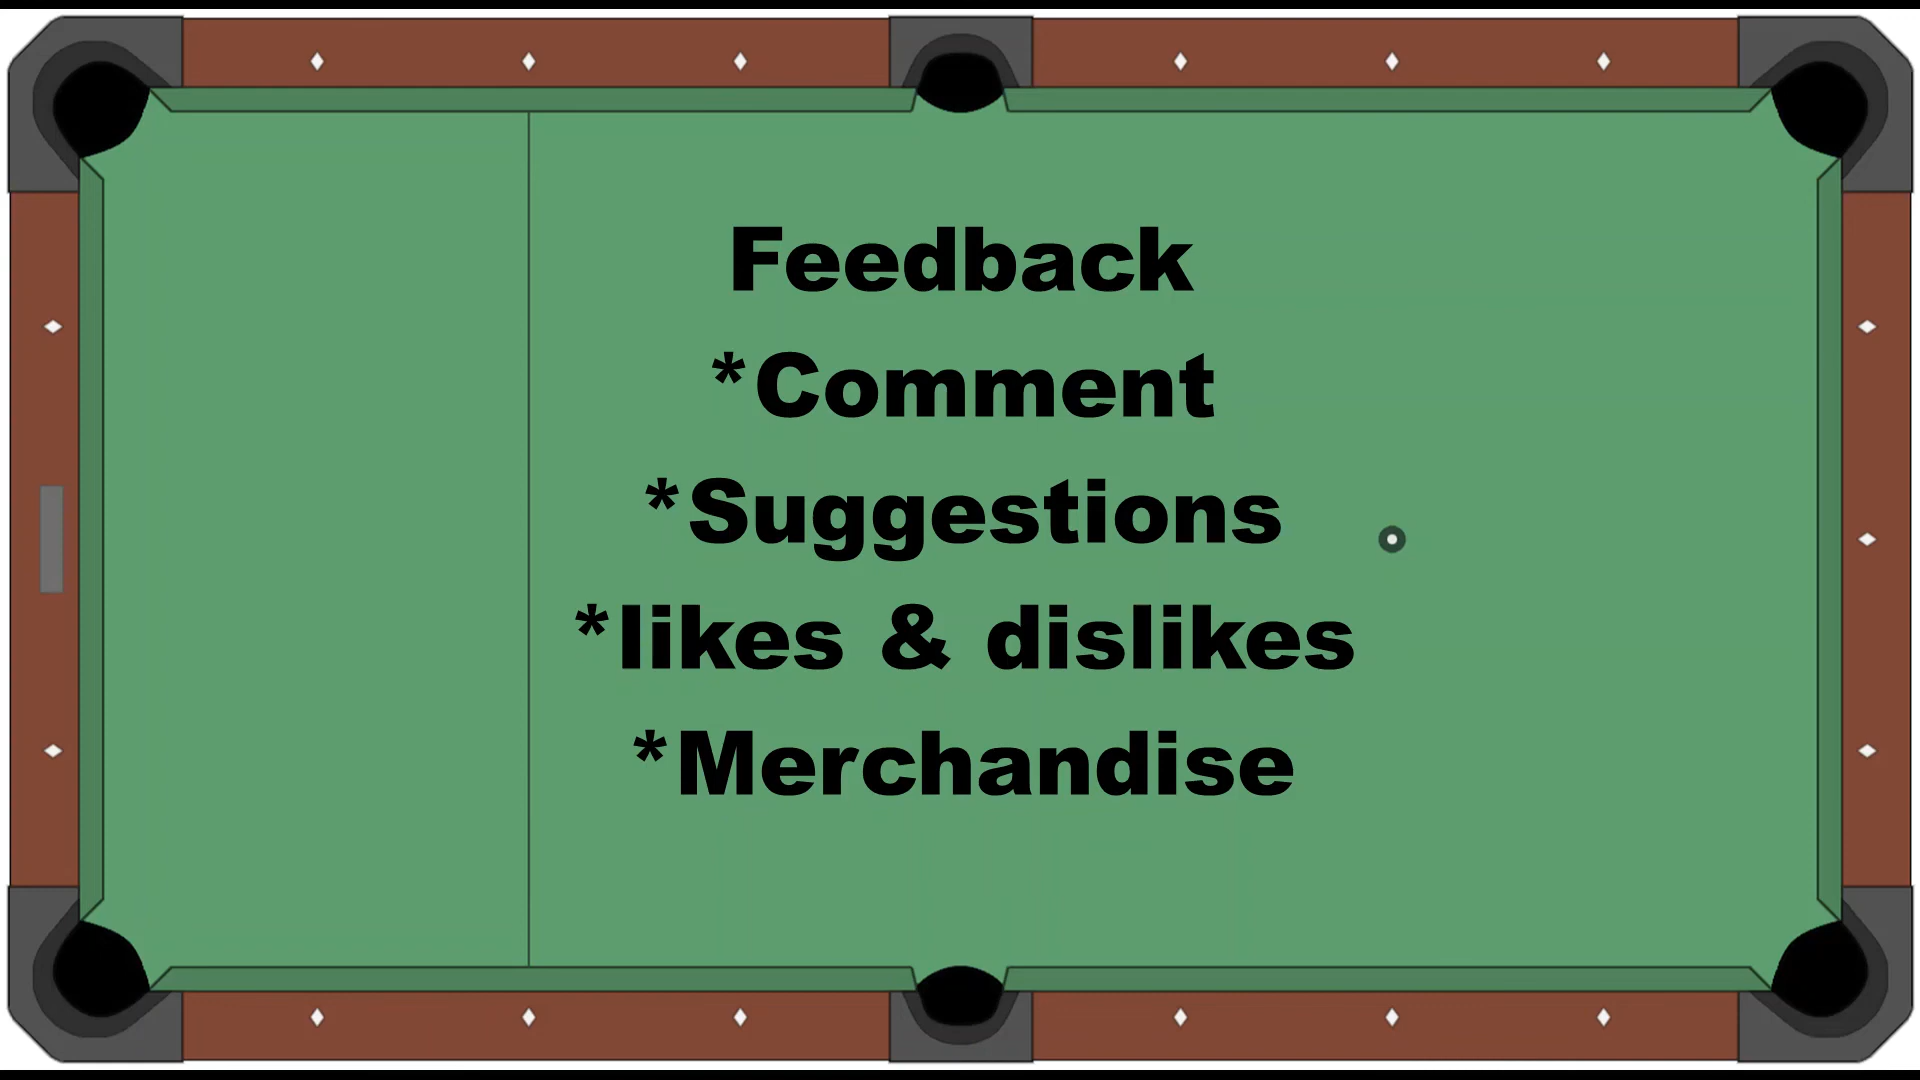 Feedback
*Comment
*Suggestions
*likes & dislikes
*Merchandise